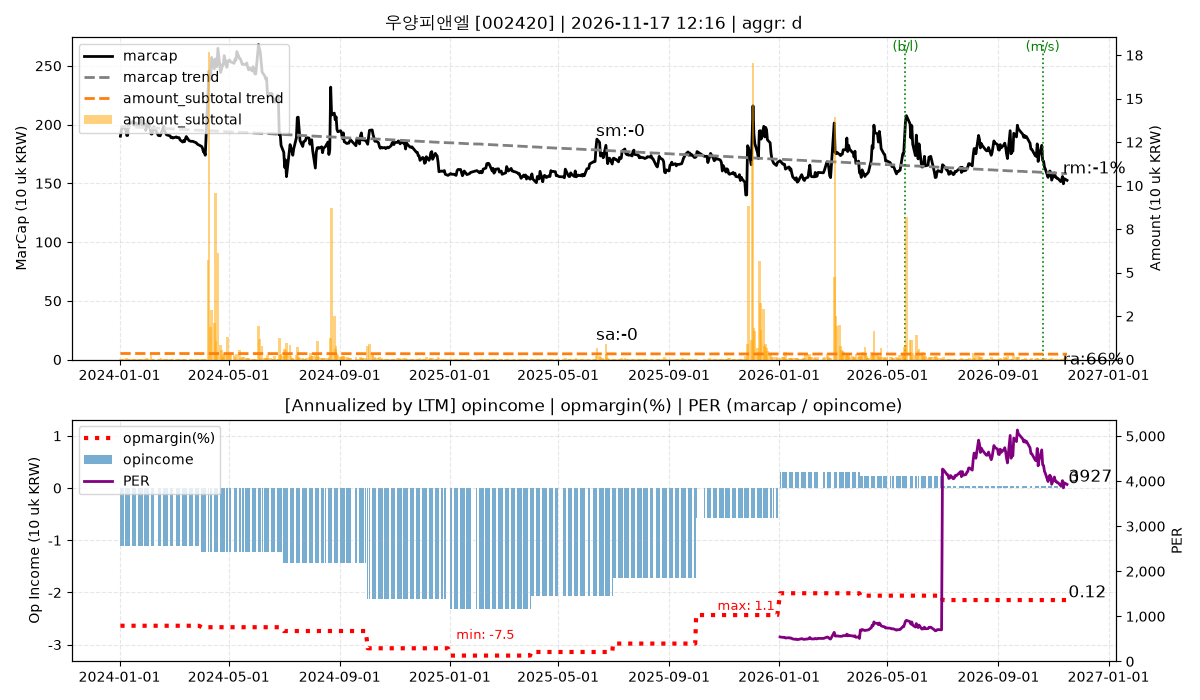 우양피앤엘 [002420] | 2026-11-17 12:16 | aggr: d
marcap
marcap trend
amount_subtotal trend
amount_subtotal
(b/l)
(m/s)
sm:-0
rm:-1%
sa:-0
ra:66%
MarCap (10 uk KRW)
250
200
150
100
50
0
Amount (10 uk KRW)
18
15
12
10
8
5
2
0
2024-01-01
2024-05-01
2024-09-01
2025-01-01
2025-05-01
2025-09-01
2026-01-01
2026-05-01
2026-09-01
2027-01-01
[Annualized by LTM] opincome | opmargin(%) | PER (marcap / opincome)
opmargin(%)
opincome
PER
Op Income (10 uk KRW)
1
0
-1
-2
-3
PER
5,000
4,000
3,000
2,000
1,000
0
3927
0
0.12
max: 1.1
min: -7.5
2024-01-01
2024-05-01
2024-09-01
2025-01-01
2025-05-01
2025-09-01
2026-01-01
2026-05-01
2026-09-01
2027-01-01